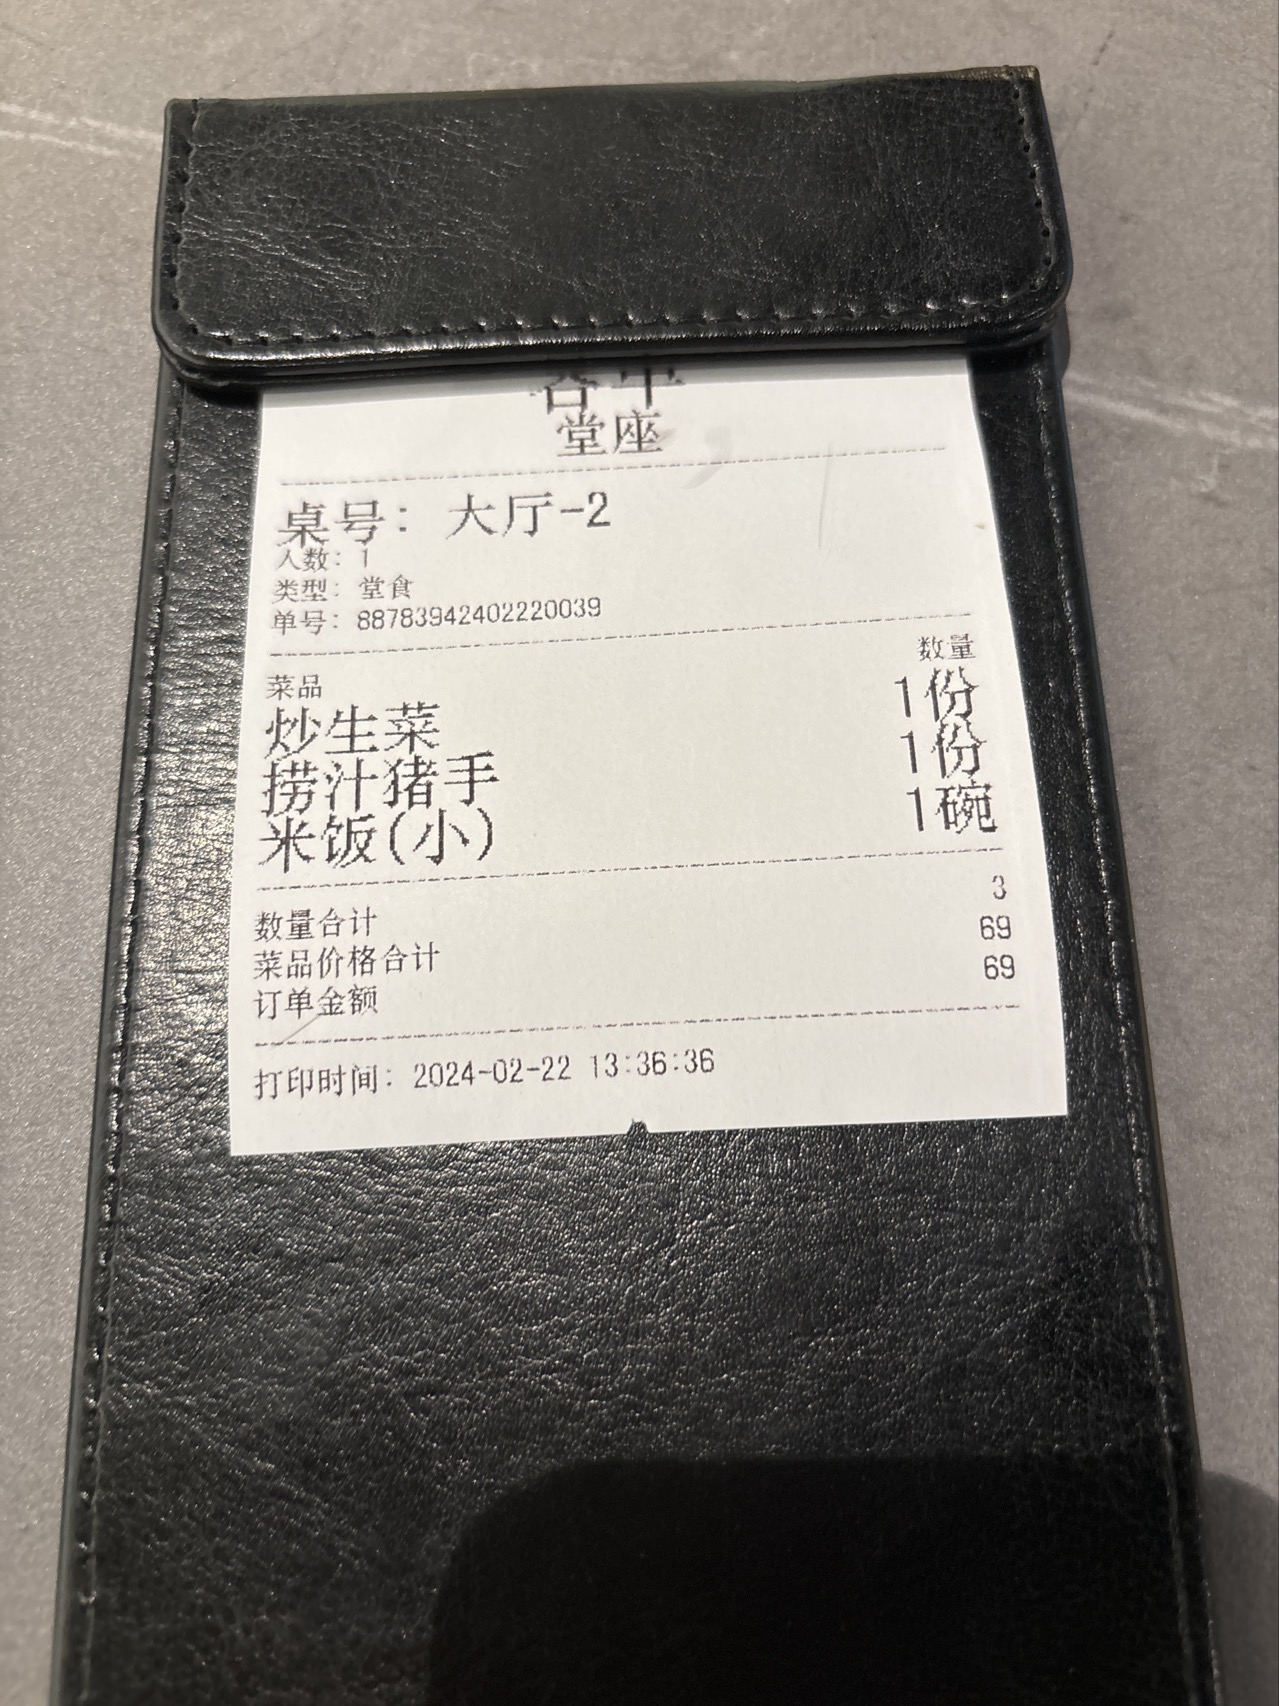 堂座
桌号: 大厅-2
人数: 1
类型: 堂食
单号: 88783942402220039
菜品 数量
炒生菜 1份
捞汁猪手 1份
米饭(小) 1碗
数量合计 3
菜品价格合计 69
订单金额 69
打印时间: 2024-02-22 13:36:36